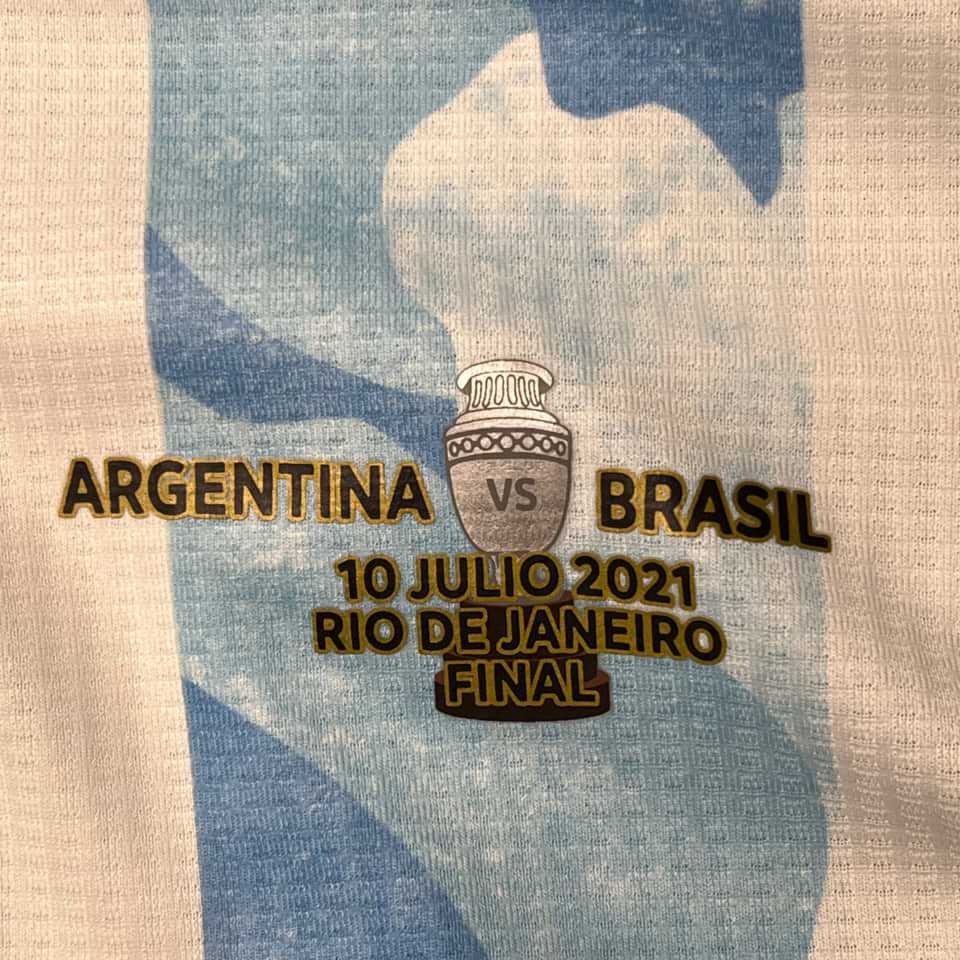 ARGENTINA VS BRASIL
10 JULIO 2021
RIO DE JANEIRO
FINAL